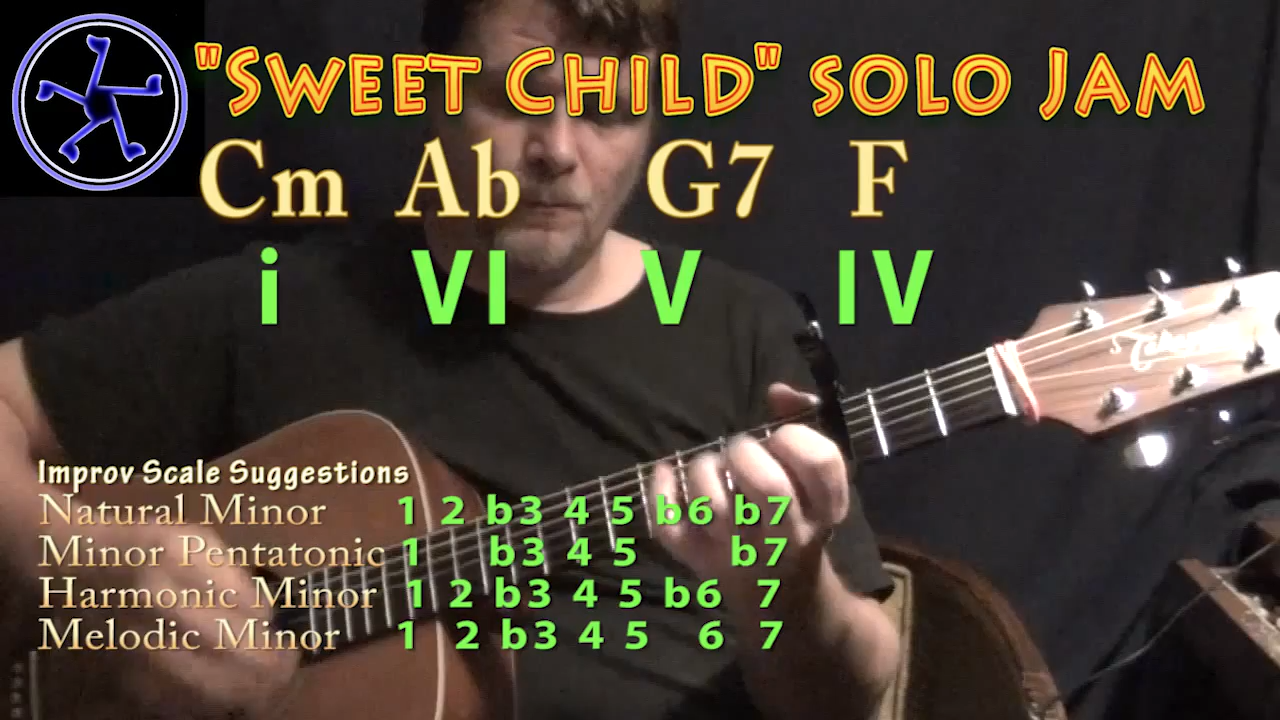 "Sweet Child" solo Jam
Cm Ab G7 F
i VI V IV
Improv Scale Suggestions
Natural Minor 1 2 b3 4 5 b6 b7
Minor Pentatonic 1 b3 4 5 b7
Harmonic Minor 1 2 b3 4 5 b6 7
Melodic Minor 1 2 b3 4 5 6 7